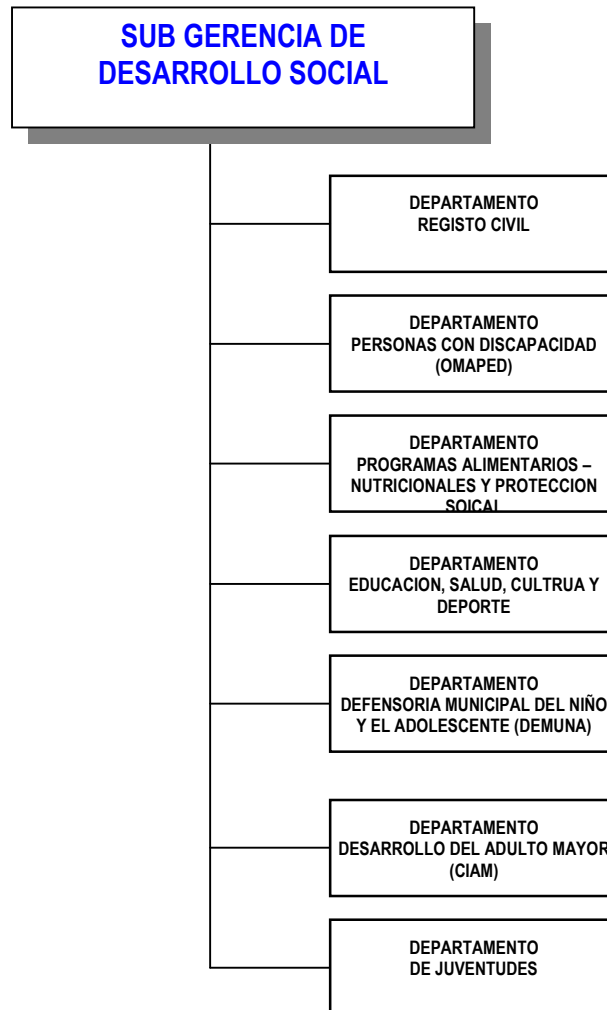 SUB GERENCIA DE
DESARROLLO SOCIAL
DEPARTAMENTO
REGISTO CIVIL
DEPARTAMENTO
PERSONAS CON DISCAPACIDAD
(OMAPED)
DEPARTAMENTO
PROGRAMAS ALIMENTARIOS –
NUTRICIONALES Y PROTECCION
SOICAL
DEPARTAMENTO
EDUCACION, SALUD, CULTRUA Y
DEPORTE
DEPARTAMENTO
DEFENSORIA MUNICIPAL DEL NIÑO
Y EL ADOLESCENTE (DEMUNA)
DEPARTAMENTO
DESARROLLO DEL ADULTO MAYOR
(CIAM)
DEPARTAMENTO
DE JUVENTUDES